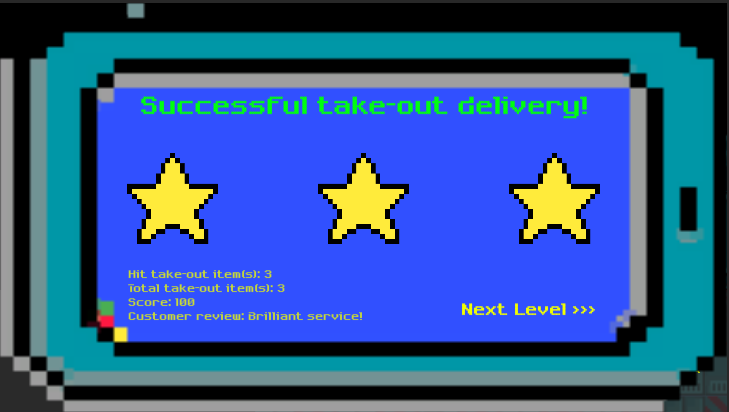 Successful take-out delivery!
Hit take-out item(s): 3
Total take-out item(s): 3
Score: 100
Customer review: Brilliant service!
Next Level >>>